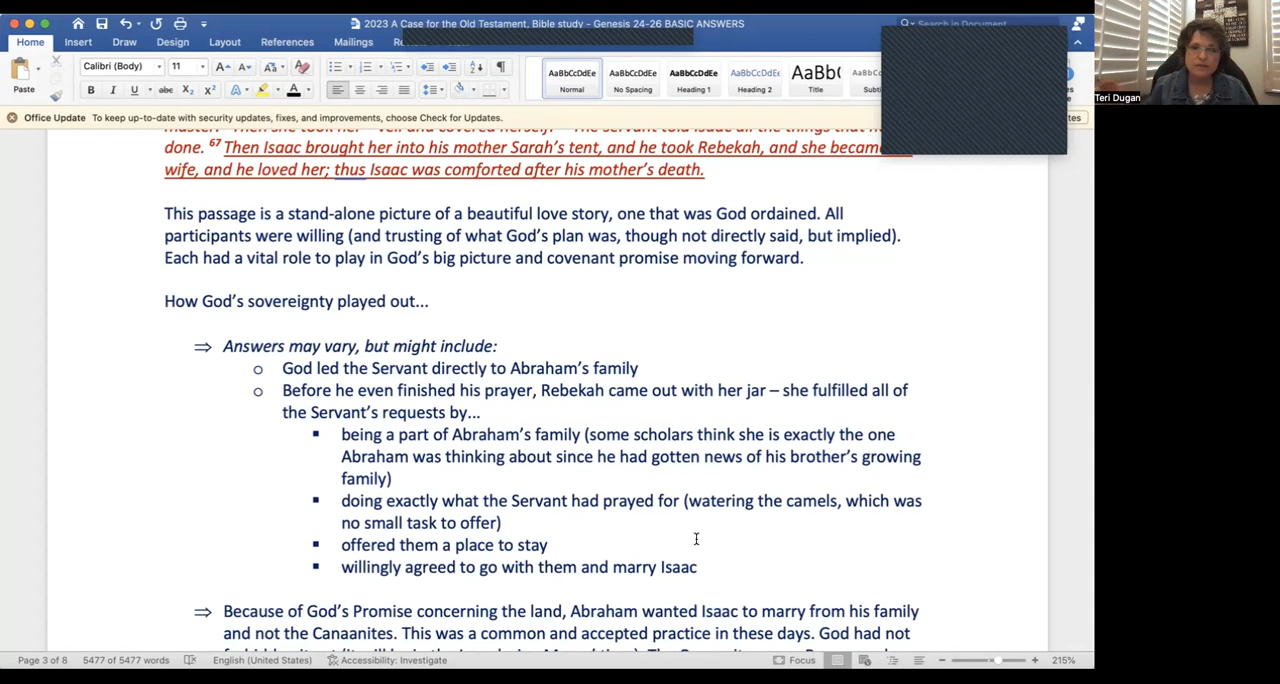 2023 A Case for the Old Testament, Bible study - Genesis 24-26 BASIC ANSWERS
Search in Document
Home Insert Draw Design Layout References Mailings
Teri Dugan
Calibri (Body) 11
Paste
AaBbCcDdEe AaBbCcDdEe AaBbCcDdEe AaBbCcDdEe AaBb(
Normal No Spacing Heading 1 Heading 2 Title
Office Update To keep up-to-date with security updates, fixes, and improvements, choose Check for Updates.
done. 67 Then Isaac brought her into his mother Sarah's tent, and he took Rebekah, and she became
wife, and he loved her; thus Isaac was comforted after his mother's death.
This passage is a stand-alone picture of a beautiful love story, one that was God ordained. All
participants were willing (and trusting of what God's plan was, though not directly said, but implied).
Each had a vital role to play in God's big picture and covenant promise moving forward.
How God's sovereignty played out...
⇒ Answers may vary, but might include:
o God led the Servant directly to Abraham's family
o Before he even finished his prayer, Rebekah came out with her jar – she fulfilled all of
the Servant's requests by...
▪ being a part of Abraham's family (some scholars think she is exactly the one
Abraham was thinking about since he had gotten news of his brother's growing
family)
▪ doing exactly what the Servant had prayed for (watering the camels, which was
no small task to offer)
▪ offered them a place to stay
▪ willingly agreed to go with them and marry Isaac
⇒ Because of God's Promise concerning the land, Abraham wanted Isaac to marry from his family
and not the Canaanites. This was a common and accepted practice in these days. God had not
Page 3 of 8 5477 of 5477 words English (United States) Accessibility: Investigate Focus 215%